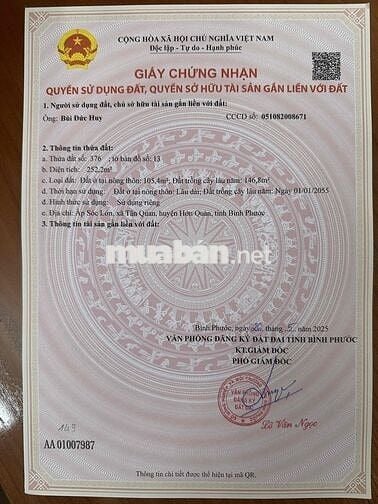 CỘNG HÒA XÃ HỘI CHỦ NGHĨA VIỆT NAM
Độc lập - Tự do - Hạnh phúc
GIẤY CHỨNG NHẬN
QUYỀN SỬ DỤNG ĐẤT, QUYỀN SỞ HỮU TÀI SẢN GẮN LIỀN VỚI ĐẤT
1. Người sử dụng đất, chủ sở hữu tài sản gắn liền với đất:
Ông: Bùi Đức Huy CCCD số: 051082008671
2. Thông tin thửa đất:
a. Thửa đất số: 376 ; tờ bản đồ số: 13
b. Diện tích: 252,2m²
c. Loại đất: Đất ở tại nông thôn: 105,4m²; Đất trồng cây lâu năm: 146,8m²
d. Thời hạn sử dụng: Đất ở tại nông thôn: Lâu dài; Đất trồng cây lâu năm: Ngày 01/01/2055
đ. Hình thức sử dụng: Sử dụng riêng
e. Địa chỉ: Ấp Sóc Lớn, xã Tân Quan, huyện Hớn Quản, tỉnh Bình Phước
3. Thông tin tài sản gắn liền với đất:
muaban.net
Bình Phước, ngày tháng 2025
VĂN PHÒNG ĐĂNG KÝ ĐẤT ĐAI TỈNH BÌNH PHƯỚC
KT.GIÁM ĐỐC
PHÓ GIÁM ĐỐC
VĂN PHÒNG
ĐĂNG KÝ
ĐẤT ĐAI
Lê Văn Ngọc
149
AA 01007987
Thông tin chi tiết được thể hiện tại mã QR.